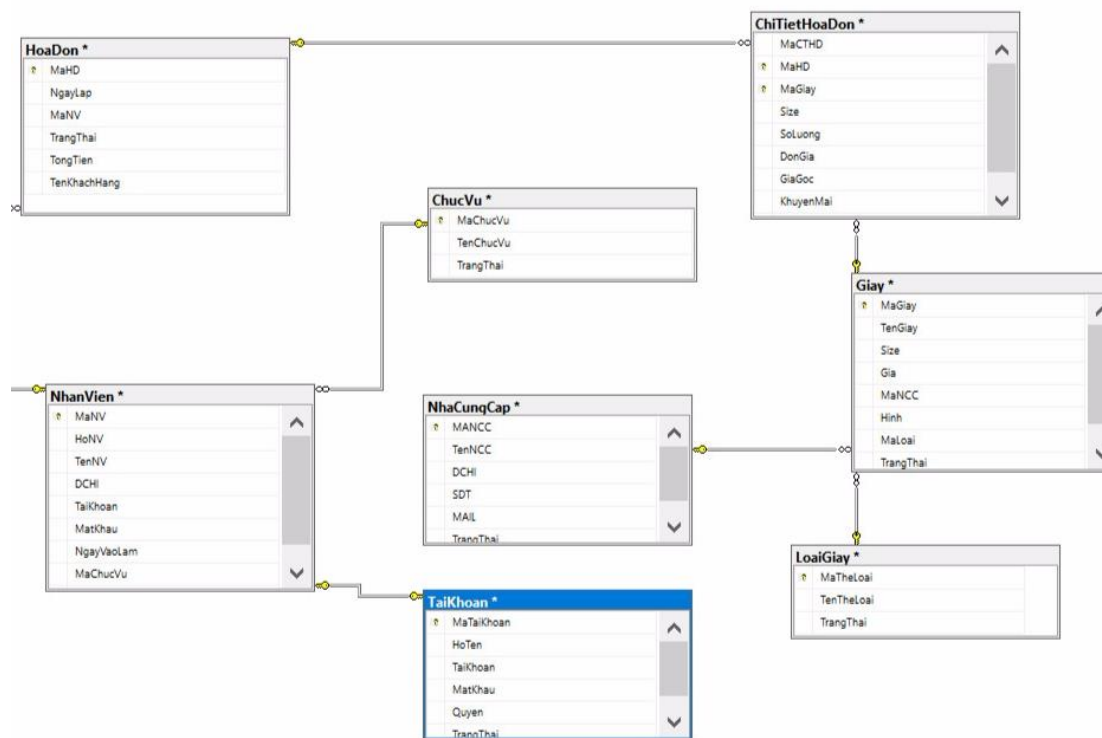 HoaDon *
MaHD
NgayLap
MaNV
TrangThai
TongTien
TenKhachHang
ChiTietHoaDon *
MaCTHD
MaHD
MaGiay
Size
SoLuong
DonGia
GiaGoc
KhuyenMai
ChucVu *
MaChucVu
TenChucVu
TrangThai
Giay *
MaGiay
TenGiay
Size
Gia
MaNCC
Hinh
MaLoai
TrangThai
NhanVien *
MaNV
HoNV
TenNV
DCHI
TaiKhoan
MatKhau
NgayVaoLam
MaChucVu
NhaCungCap *
MANCC
TenNCC
DCHI
SDT
MAIL
TrangThai
LoaiGiay *
MaTheLoai
TenTheLoai
TrangThai
TaiKhoan *
MaTaiKhoan
HoTen
TaiKhoan
MatKhau
Quyen
TrangThai